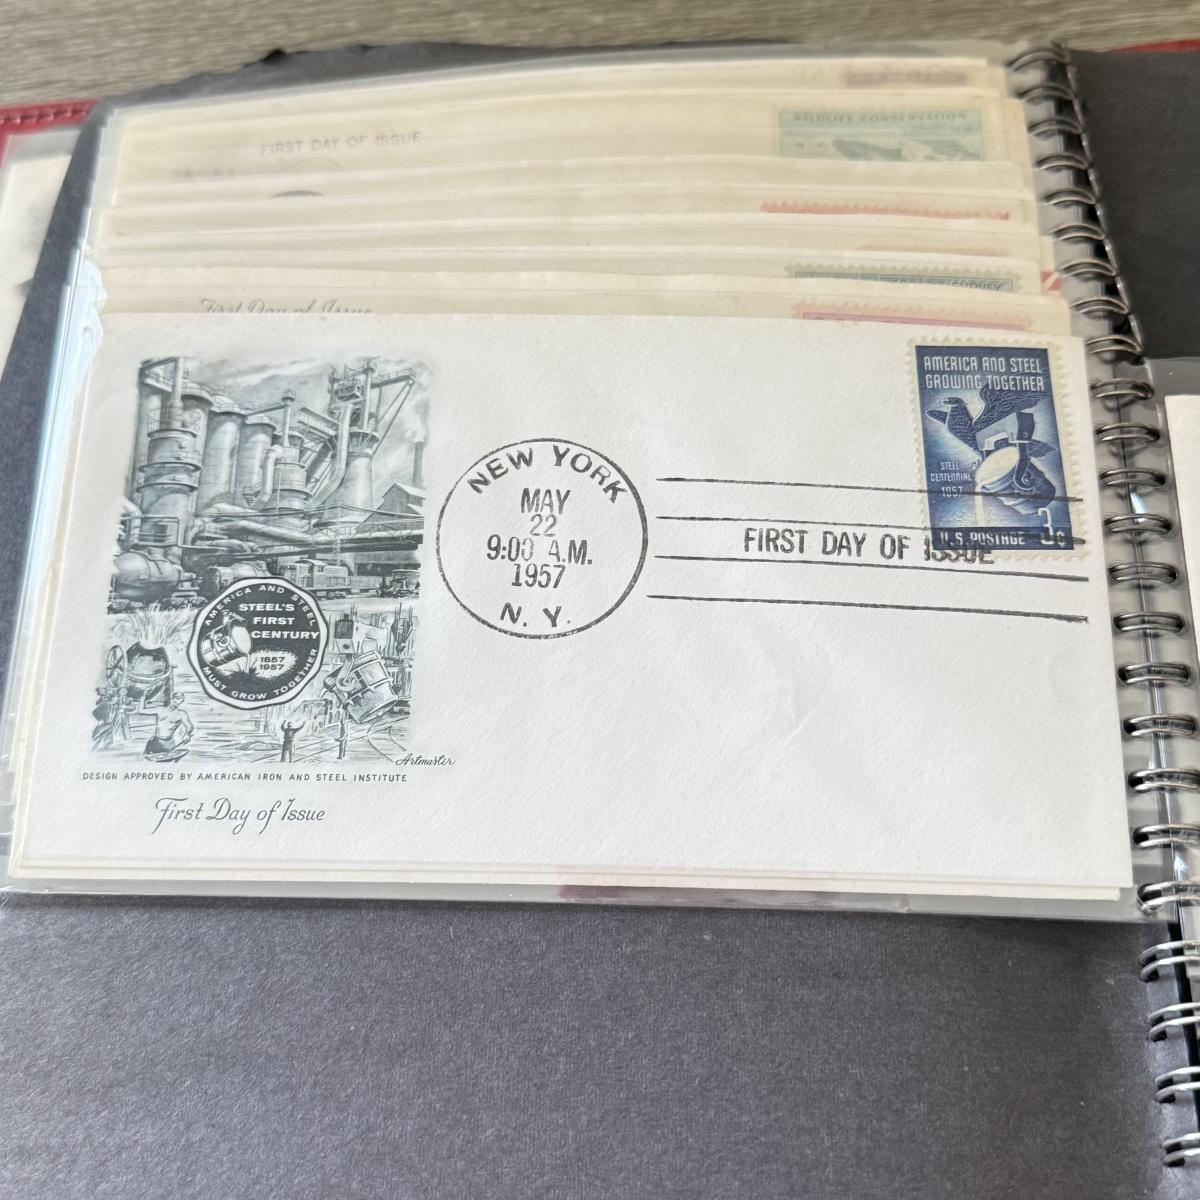 WILDLIFE CONSERVATION
FIRST DAY OF ISSUE
First Day of Issue
AMERICA AND STEEL
GROWING TOGETHER
STEEL
CENTENNIAL
1957
3¢
U.S. POSTAGE
NEW YORK
MAY
22
9:00 A.M.
1957
N. Y.
FIRST DAY OF ISSUE
AMERICA AND STEEL
STEEL'S
FIRST
CENTURY
1857
1957
MUST GROW TOGETHER
Artmaster
DESIGN APPROVED BY AMERICAN IRON AND STEEL INSTITUTE
First Day of Issue